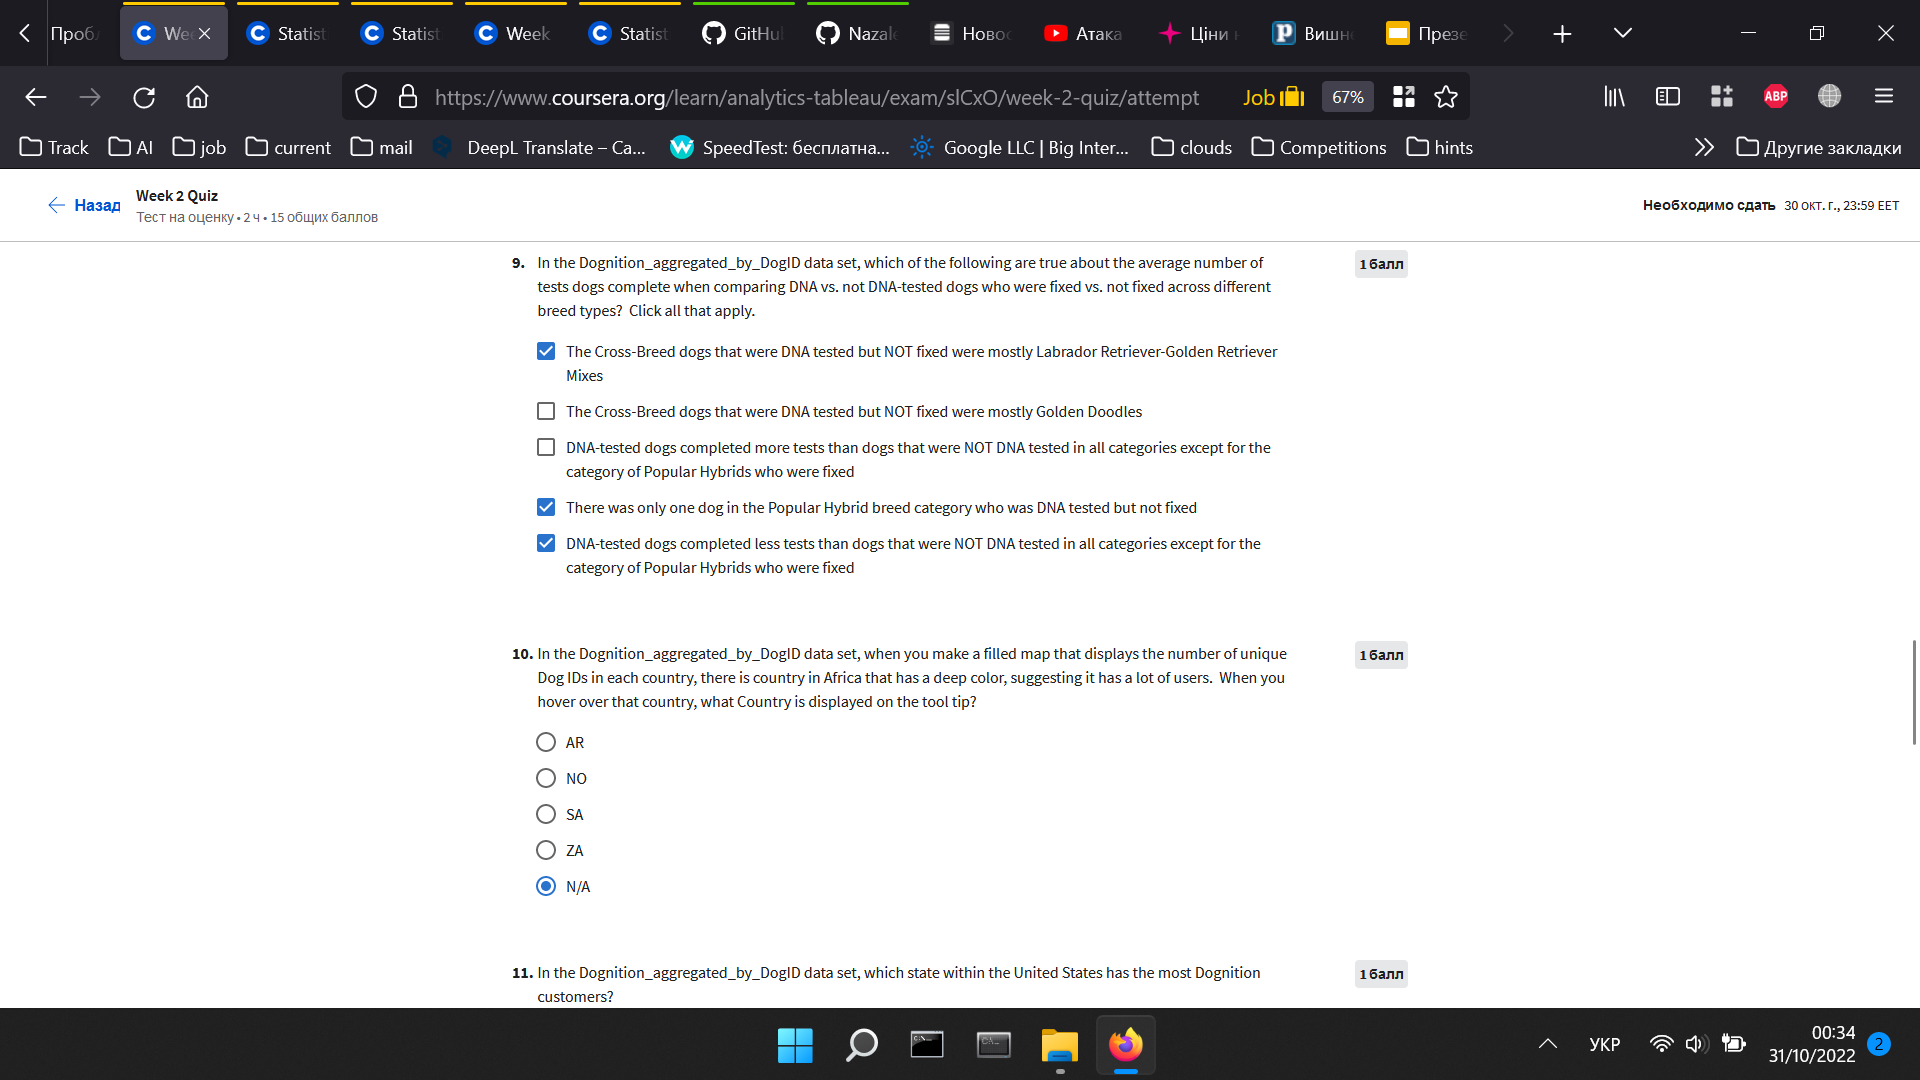 Пробл
Wee
Statist
Statist
Week
Statist
GitHu
Nazale
Новос
Атака
Ціни н
Вишн
Презе
https://www.coursera.org/learn/analytics-tableau/exam/slCxO/week-2-quiz/attempt
Job
67%
ABP
Track
AI
job
current
mail
DeepL Translate – Ca...
SpeedTest: бесплатна...
Google LLC | Big Inter...
clouds
Competitions
hints
Другие закладки
Назад
Week 2 Quiz
Тест на оценку • 2 ч • 15 общих баллов
Необходимо сдать 30 окт. г., 23:59 EET
9. In the Dognition_aggregated_by_DogID data set, which of the following are true about the average number of
tests dogs complete when comparing DNA vs. not DNA-tested dogs who were fixed vs. not fixed across different
breed types? Click all that apply.
1 балл
The Cross-Breed dogs that were DNA tested but NOT fixed were mostly Labrador Retriever-Golden Retriever
Mixes
The Cross-Breed dogs that were DNA tested but NOT fixed were mostly Golden Doodles
DNA-tested dogs completed more tests than dogs that were NOT DNA tested in all categories except for the
category of Popular Hybrids who were fixed
There was only one dog in the Popular Hybrid breed category who was DNA tested but not fixed
DNA-tested dogs completed less tests than dogs that were NOT DNA tested in all categories except for the
category of Popular Hybrids who were fixed
10. In the Dognition_aggregated_by_DogID data set, when you make a filled map that displays the number of unique
Dog IDs in each country, there is country in Africa that has a deep color, suggesting it has a lot of users. When you
hover over that country, what Country is displayed on the tool tip?
1 балл
AR
NO
SA
ZA
N/A
11. In the Dognition_aggregated_by_DogID data set, which state within the United States has the most Dognition
customers?
1 балл
УКР
00:34
31/10/2022
2